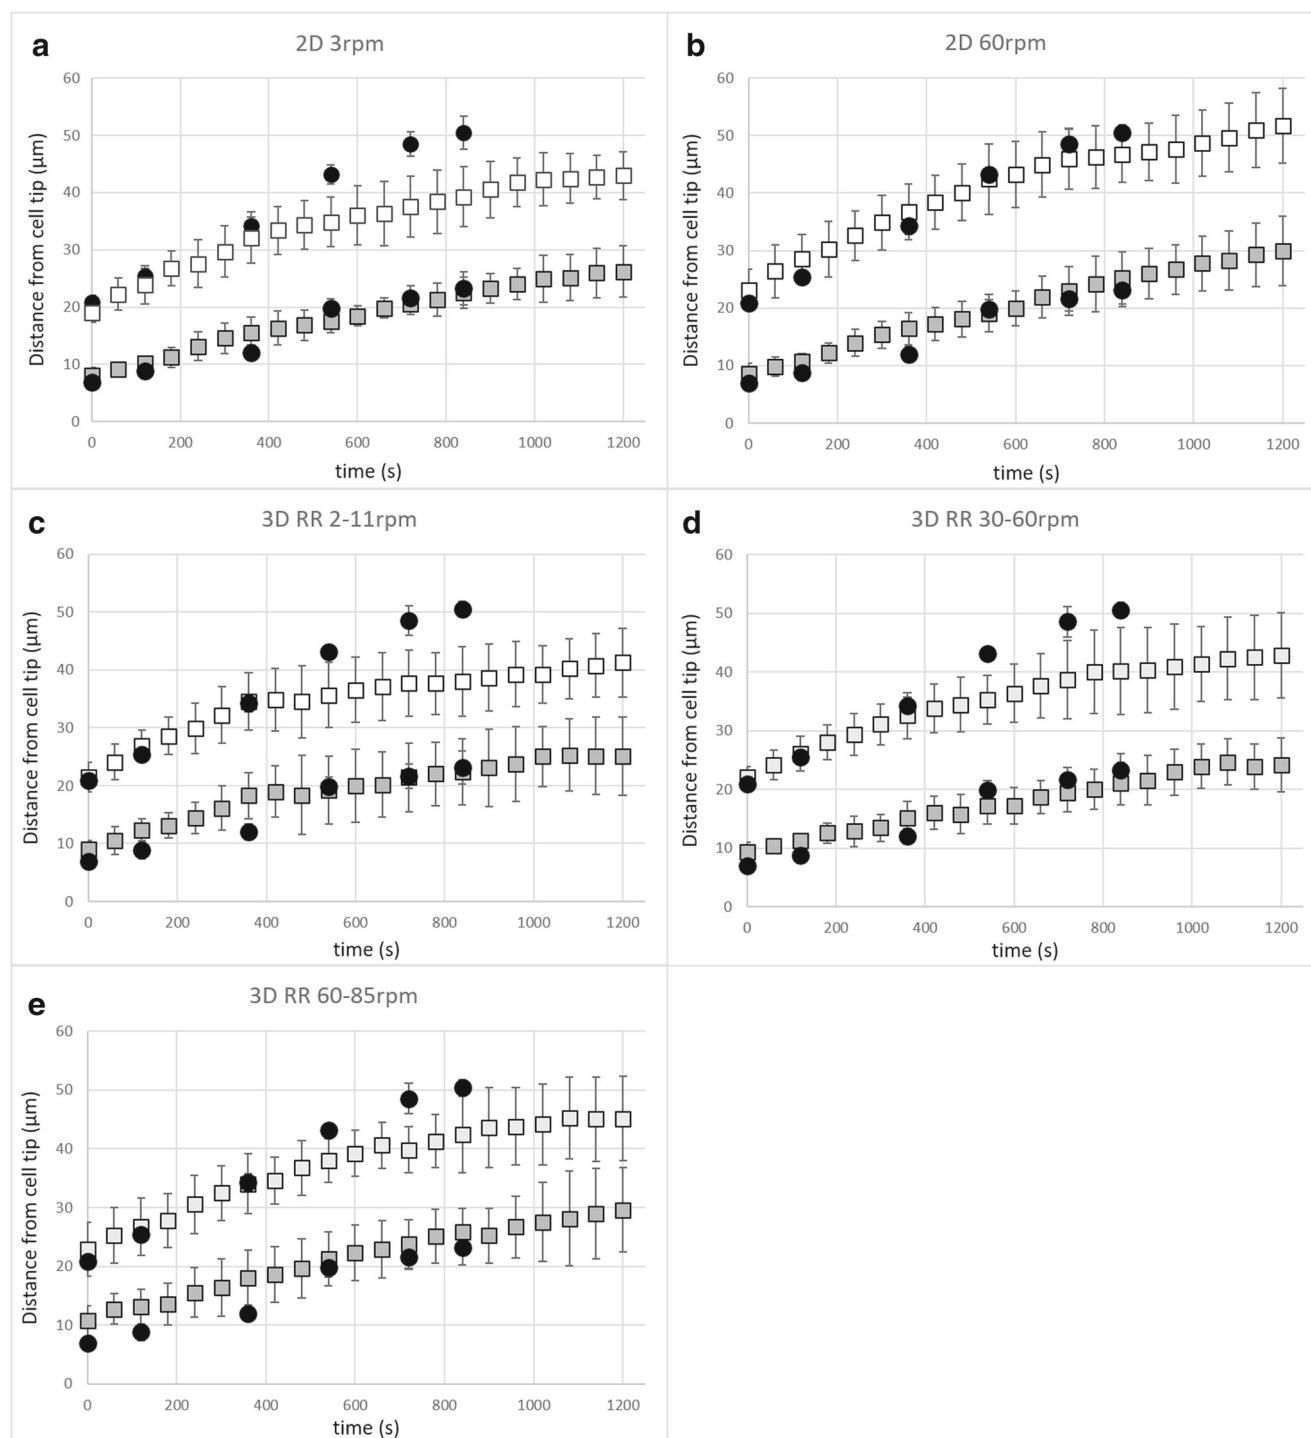 a
2D 3rpm
Distance from cell tip (µm)
60
50
40
30
20
10
0
0 200 400 600 800 1000 1200
time (s)
b
2D 60rpm
Distance from cell tip (µm)
60
50
40
30
20
10
0
0 200 400 600 800 1000 1200
time (s)
c
3D RR 2-11rpm
Distance from cell tip (µm)
60
50
40
30
20
10
0
0 200 400 600 800 1000 1200
time (s)
d
3D RR 30-60rpm
Distance from cell tip (µm)
60
50
40
30
20
10
0
0 200 400 600 800 1000 1200
time (s)
e
3D RR 60-85rpm
Distance from cell tip (µm)
60
50
40
30
20
10
0
0 200 400 600 800 1000 1200
time (s)